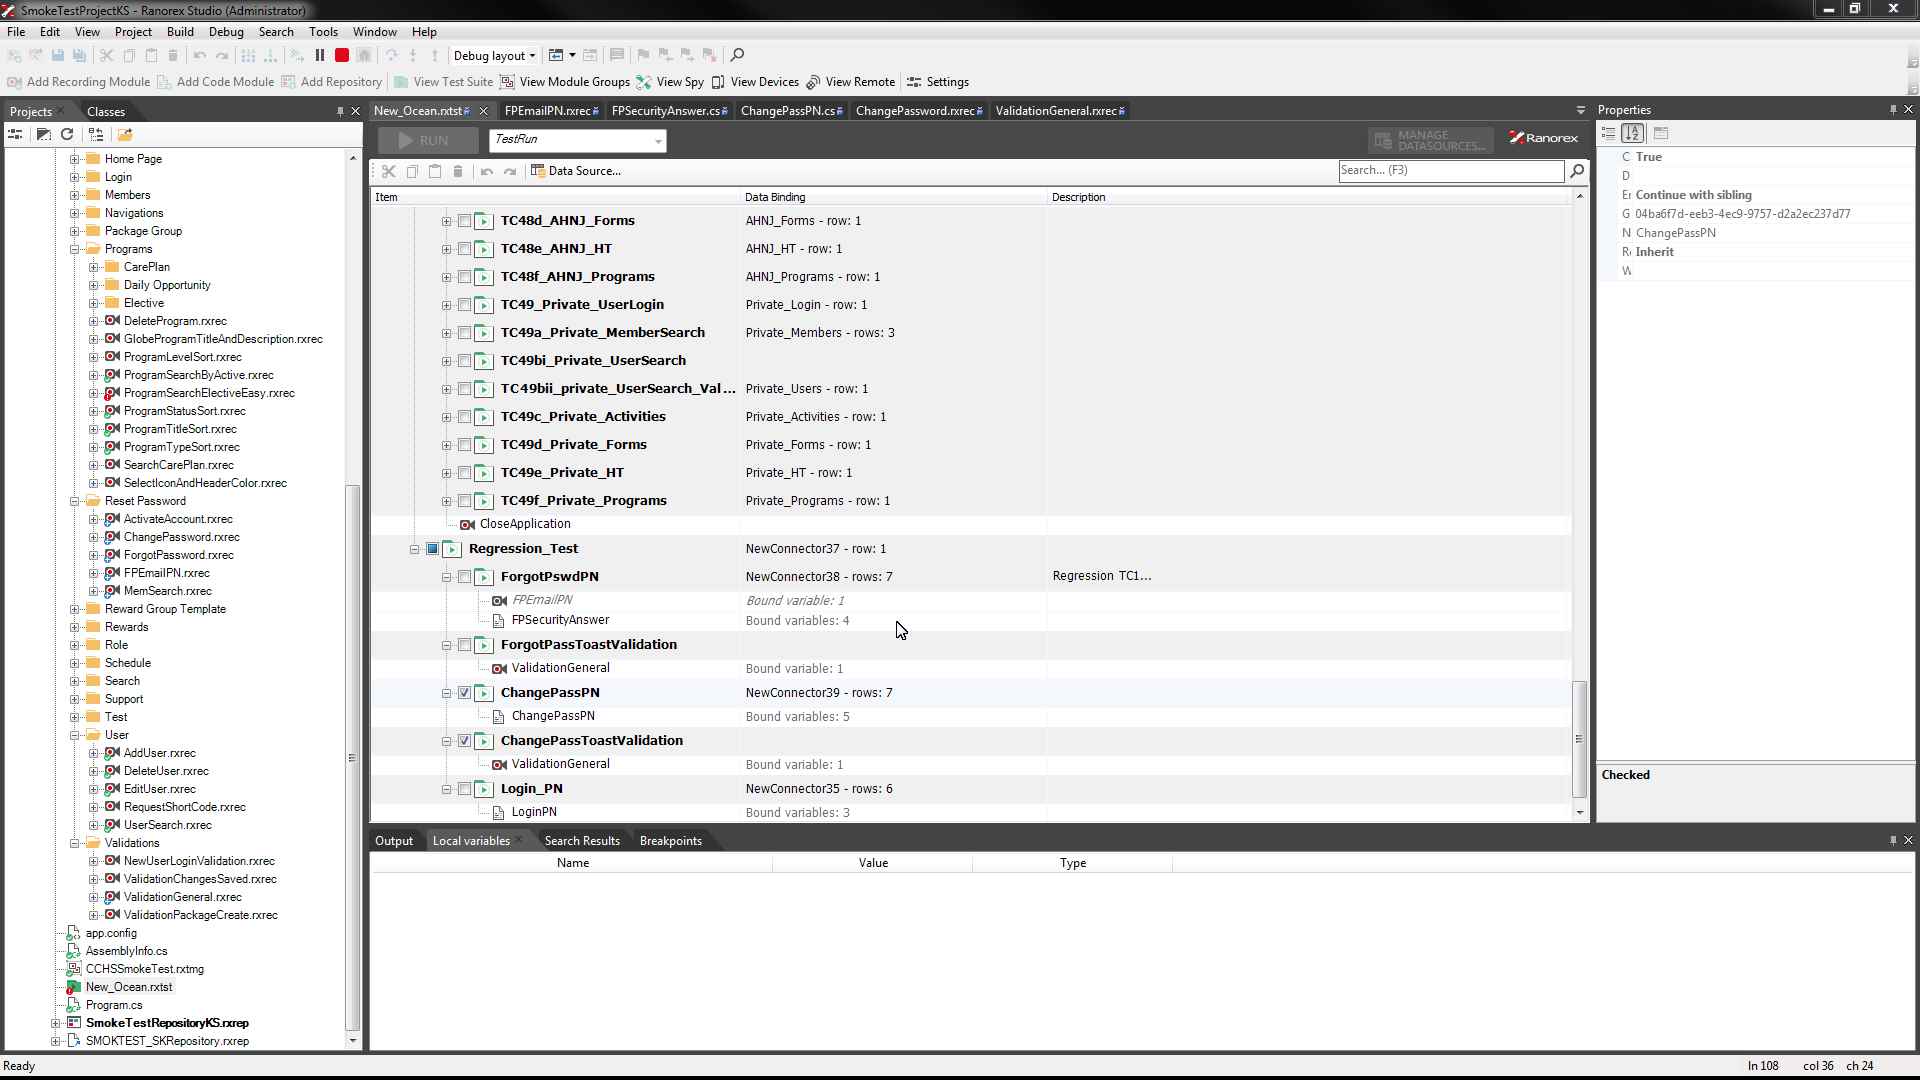 SmokeTestProjectKS - Ranorex Studio (Administrator)
File Edit View Project Build Debug Search Tools Window Help
Debug layout
Add Recording Module Add Code Module Add Repository View Test Suite View Module Groups View Spy View Devices View Remote Settings
Projects Classes
New_Ocean.rxtst FPEmailPN.rxrec FPSecurityAnswer.cs ChangePassPN.cs ChangePassword.rxrec ValidationGeneral.rxrec
Properties
RUN TestRun
MANAGE DATASOURCES...
Ranorex
Data Source...
Search... (F3)
Item Data Binding Description
Home Page
Login
Members
Navigations
Package Group
Programs
CarePlan
Daily Opportunity
Elective
DeleteProgram.rxrec
GlobeProgramTitleAndDescription.rxrec
ProgramLevelSort.rxrec
ProgramSearchByActive.rxrec
ProgramSearchElectiveEasy.rxrec
ProgramStatusSort.rxrec
ProgramTitleSort.rxrec
ProgramTypeSort.rxrec
SearchCarePlan.rxrec
SelectIconAndHeaderColor.rxrec
Reset Password
ActivateAccount.rxrec
ChangePassword.rxrec
ForgotPassword.rxrec
FPEmailPN.rxrec
MemSearch.rxrec
Reward Group Template
Rewards
Role
Schedule
Search
Support
Test
User
AddUser.rxrec
DeleteUser.rxrec
EditUser.rxrec
RequestShortCode.rxrec
UserSearch.rxrec
Validations
NewUserLoginValidation.rxrec
ValidationChangesSaved.rxrec
ValidationGeneral.rxrec
ValidationPackageCreate.rxrec
app.config
AssemblyInfo.cs
CCHSSmokeTest.rxtmg
New_Ocean.rxtst
Program.cs
SmokeTestRepositoryKS.rxrep
SMOKTEST_SKRepository.rxrep
TC48d_AHNJ_Forms AHNJ_Forms - row: 1
TC48e_AHNJ_HT AHNJ_HT - row: 1
TC48f_AHNJ_Programs AHNJ_Programs - row: 1
TC49_Private_UserLogin Private_Login - row: 1
TC49a_Private_MemberSearch Private_Members - rows: 3
TC49bi_Private_UserSearch
TC49bii_private_UserSearch_Val... Private_Users - row: 1
TC49c_Private_Activities Private_Activities - row: 1
TC49d_Private_Forms Private_Forms - row: 1
TC49e_Private_HT Private_HT - row: 1
TC49f_Private_Programs Private_Programs - row: 1
CloseApplication
Regression_Test NewConnector37 - row: 1
ForgotPswdPN NewConnector38 - rows: 7 Regression TC1...
FPEmailPN Bound variable: 1
FPSecurityAnswer Bound variables: 4
ForgotPassToastValidation
ValidationGeneral Bound variable: 1
ChangePassPN NewConnector39 - rows: 7
ChangePassPN Bound variables: 5
ChangePassToastValidation
ValidationGeneral Bound variable: 1
Login_PN NewConnector35 - rows: 6
LoginPN Bound variables: 3
C True
D
Er Continue with sibling
G 04ba6f7d-eeb3-4ec9-9757-d2a2ec237d77
N ChangePassPN
Re Inherit
W
Checked
Output Local variables Search Results Breakpoints
Name Value Type
Ready ln 108 col 36 ch 24